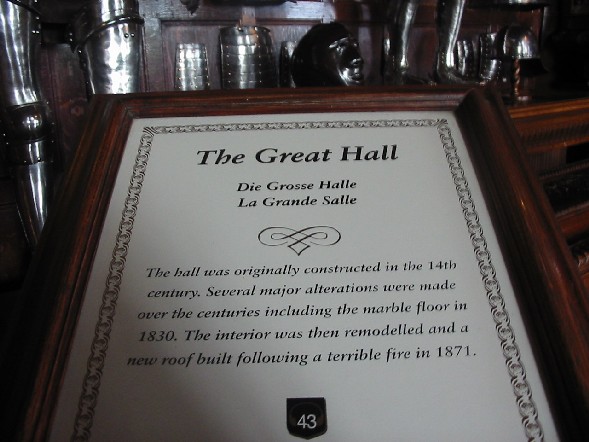 The Great Hall
Die Grosse Halle
La Grande Salle
The hall was originally constructed in the 14th
century. Several major alterations were made
over the centuries including the marble floor in
1830. The interior was then remodelled and a
new roof built following a terrible fire in 1871.
43